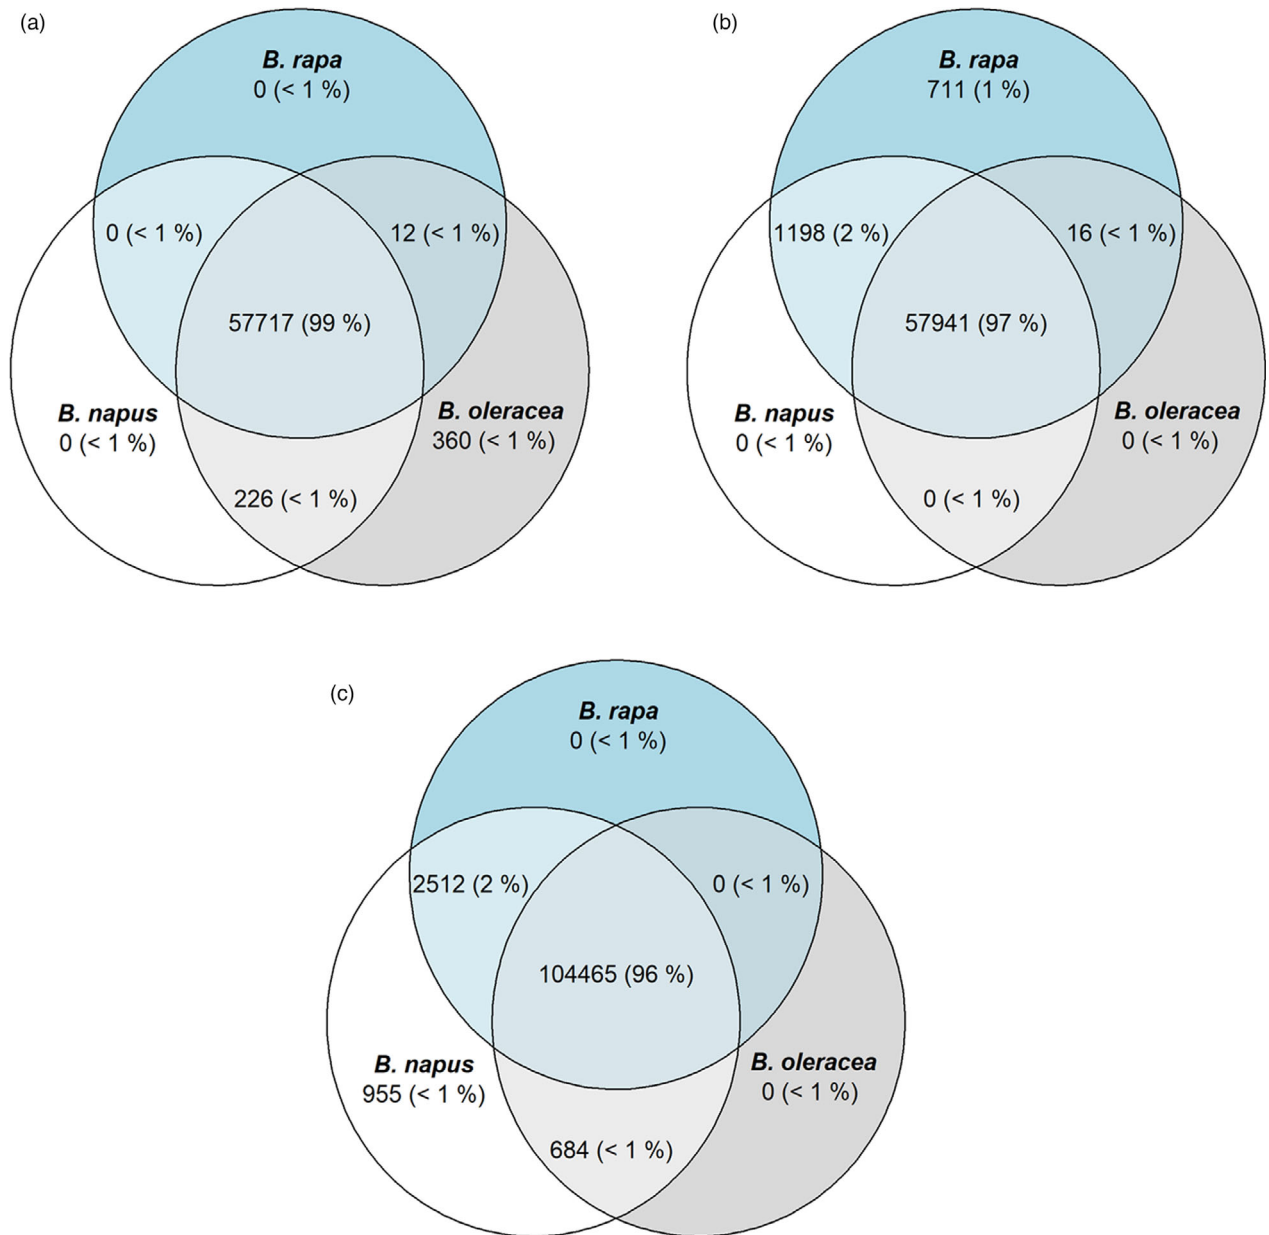 (a)
B. rapa
0 (< 1 %)
0 (< 1 %)
12 (< 1 %)
57717 (99 %)
B. napus
0 (< 1 %)
B. oleracea
360 (< 1 %)
226 (< 1 %)
(b)
B. rapa
711 (1 %)
1198 (2 %)
16 (< 1 %)
57941 (97 %)
B. napus
0 (< 1 %)
B. oleracea
0 (< 1 %)
0 (< 1 %)
(c)
B. rapa
0 (< 1 %)
2512 (2 %)
0 (< 1 %)
104465 (96 %)
B. napus
955 (< 1 %)
B. oleracea
0 (< 1 %)
684 (< 1 %)